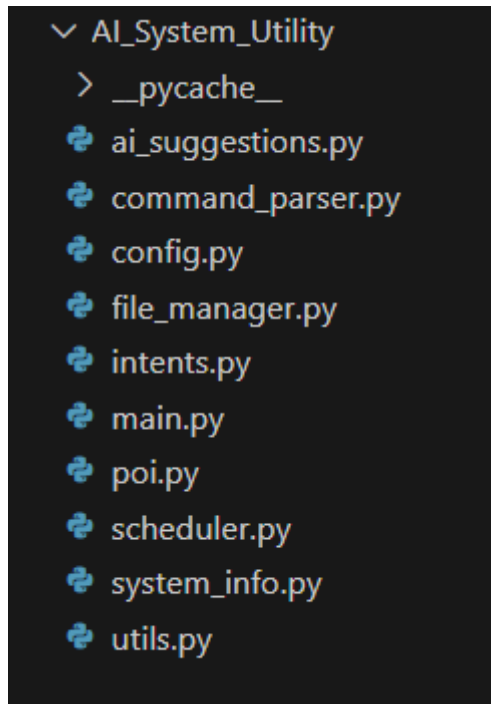 AI_System_Utility
__pycache__
ai_suggestions.py
command_parser.py
config.py
file_manager.py
intents.py
main.py
poi.py
scheduler.py
system_info.py
utils.py